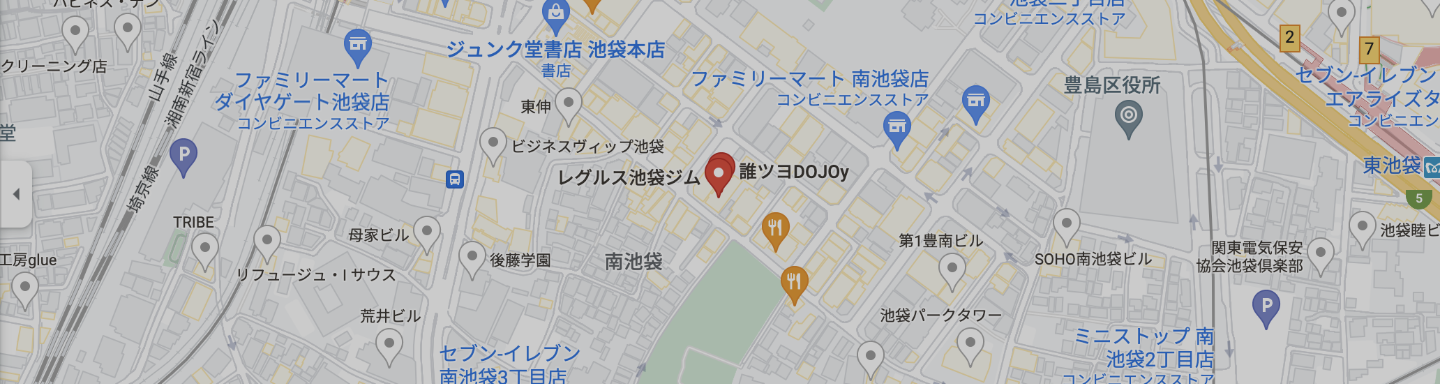 クリーニング店
山手線
湘南新宿ライン
埼京線
ファミリーマート
ダイヤゲート池袋店
コンビニエンスストア
ジュンク堂書店 池袋本店
書店
東伸
ビジネスヴィップ池袋
レグルス池袋ジム
誰ツヨDOJOy
ファミリーマート 南池袋店
コンビニエンスストア
コンビニエンスストア
豊島区役所
2
7
セブン-イレブン
エアライズタ
コンビニエン
東池袋
5
堂
P
TRIBE
工房glue
リフュージュ・I サウス
母家ビル
後藤学園
荒井ビル
南池袋
セブン-イレブン
南池袋3丁目店
第1豊南ビル
SOHO南池袋ビル
関東電気保安
協会池袋倶楽部
池袋睦ビ
P
池袋パークタワー
ミニストップ 南
池袋2丁目店
コンビニエンスストア